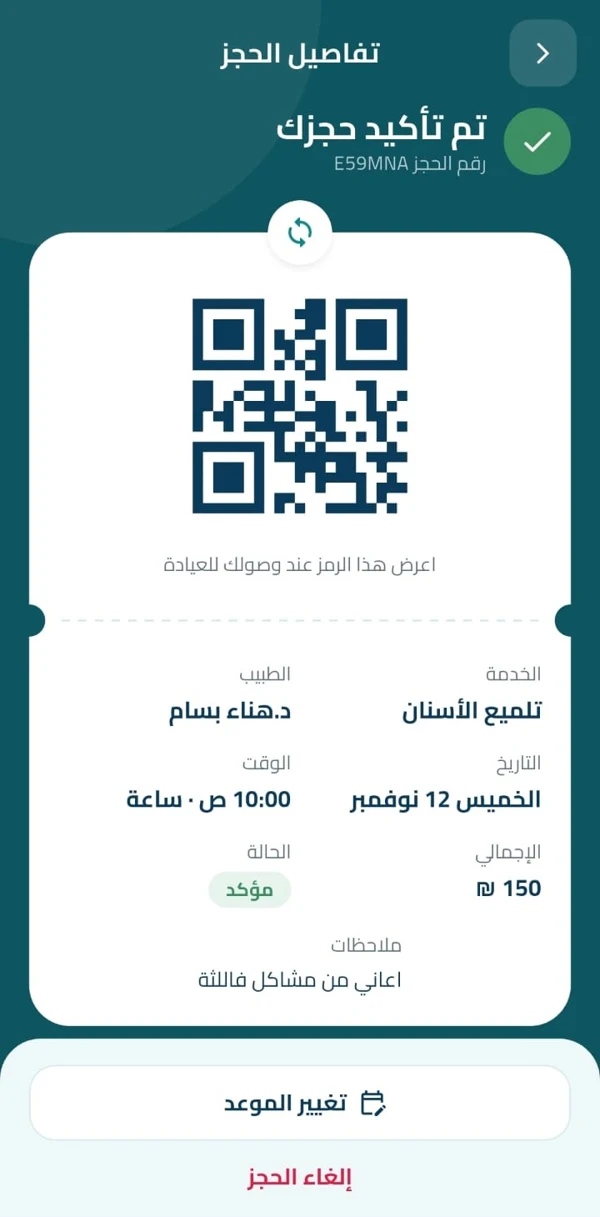 تفاصيل الحجز
تم تأكيد حجزك
رقم الحجز E59MNA
اعرض هذا الرمز عند وصولك للعيادة
الخدمة
تلميع الأسنان
الطبيب
د.هناء بسام
التاريخ
الخميس 12 نوفمبر
الوقت
10:00 ص · ساعة
الإجمالي
150 ₪
الحالة
مؤكد
ملاحظات
اعاني من مشاكل فاللثة
تغيير الموعد
إلغاء الحجز